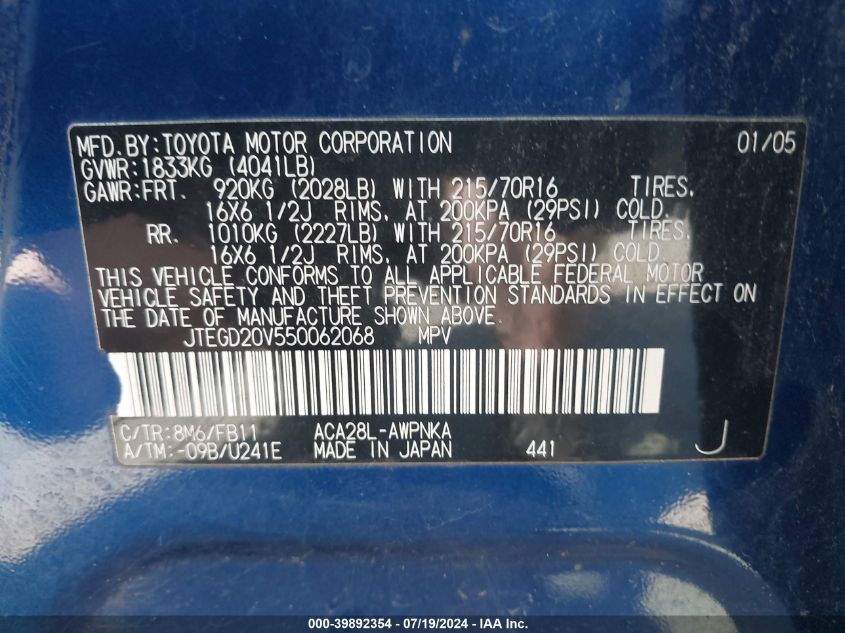 MFD.BY:TOYOTA MOTOR CORPORATION 01/05
GVWR:1833KG (4041LB)
GAWR:FRT. 920KG (2028LB) WITH 215/70R16 TIRES,
16X6 1/2J RIMS, AT 200KPA (29PSI) COLD.
RR. 1010KG (2227LB) WITH 215/70R16 TIRES,
16X6 1/2J RIMS, AT 200KPA (29PSI) COLD
THIS VEHICLE CONFORMS TO ALL APPLICABLE FEDERAL MOTOR
VEHICLE SAFETY AND THEFT PREVENTION STANDARDS IN EFFECT ON
THE DATE OF MANUFACTURE SHOWN ABOVE.
JTEGD20V550062068 MPV
C/TR:8M6/FB11 ACA28L-AWPNKA
A/TM:-09B/U241E MADE IN JAPAN 441 J
000-39892354 - 07/19/2024 - IAA, Inc.